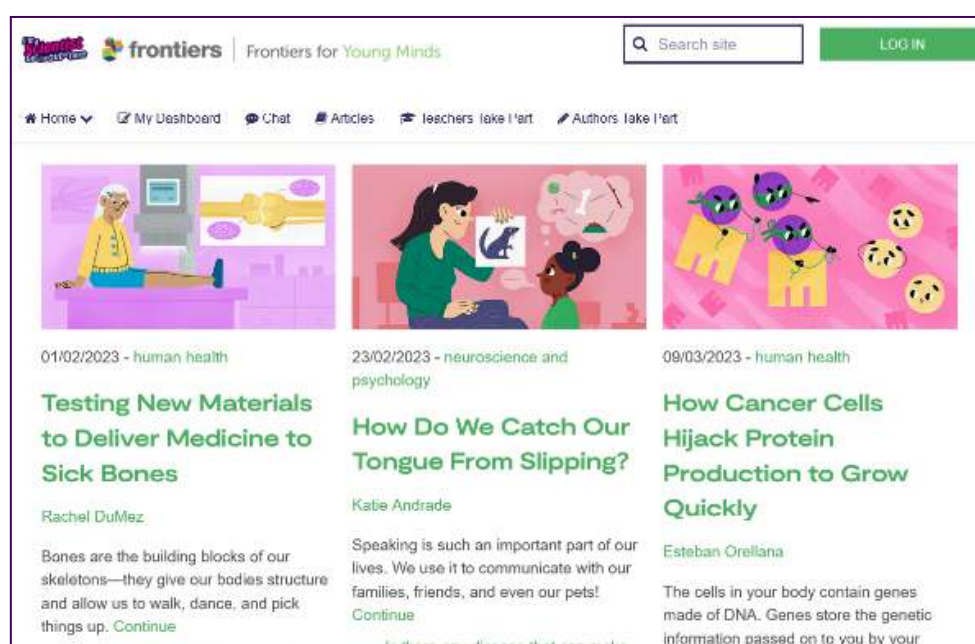 frontiers | Frontiers for Young Minds
Search site
LOG IN
Home
My Dashboard
Chat
Articles
Teachers Take Part
Authors Take Part
01/02/2023 - human health
Testing New Materials
to Deliver Medicine to
Sick Bones
Rachel DuMez
Bones are the building blocks of our
skeletons—they give our bodies structure
and allow us to walk, dance, and pick
things up. Continue
23/02/2023 - neuroscience and
psychology
How Do We Catch Our
Tongue From Slipping?
Katie Andrade
Speaking is such an important part of our
lives. We use it to communicate with our
families, friends, and even our pets!
Continue
09/03/2023 - human health
How Cancer Cells
Hijack Protein
Production to Grow
Quickly
Esteban Orellana
The cells in your body contain genes
made of DNA. Genes store the genetic
information passed on to you by your